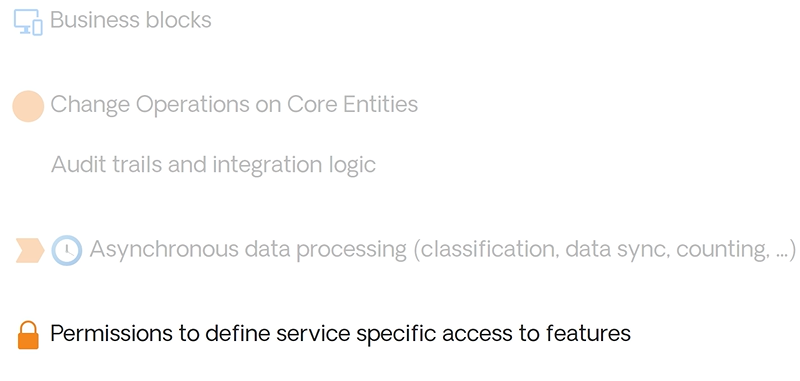 Business blocks
Change Operations on Core Entities
Audit trails and integration logic
Asynchronous data processing (classification, data sync, counting, ...)
Permissions to define service specific access to features